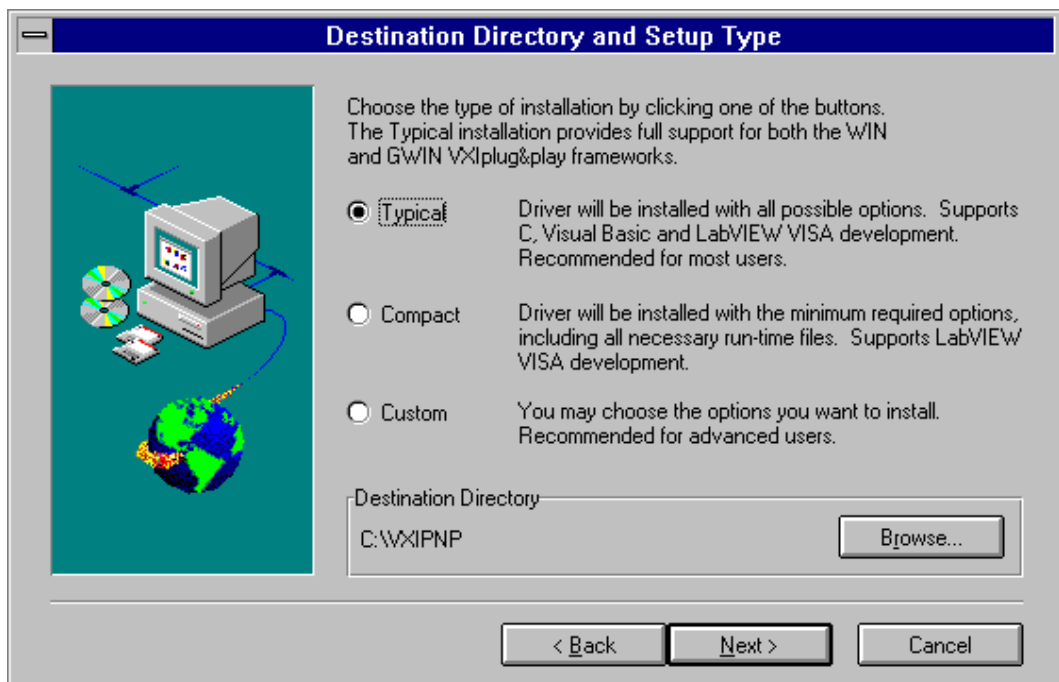 Destination Directory and Setup Type
Choose the type of installation by clicking one of the buttons.
The Typical installation provides full support for both the WIN
and GWIN VXIplug&play frameworks.
Typical
Driver will be installed with all possible options. Supports
C, Visual Basic and LabVIEW VISA development.
Recommended for most users.
Compact
Driver will be installed with the minimum required options,
including all necessary run-time files. Supports LabVIEW
VISA development.
Custom
You may choose the options you want to install.
Recommended for advanced users.
Destination Directory
C:\VXIPNP
Browse...
< Back
Next >
Cancel